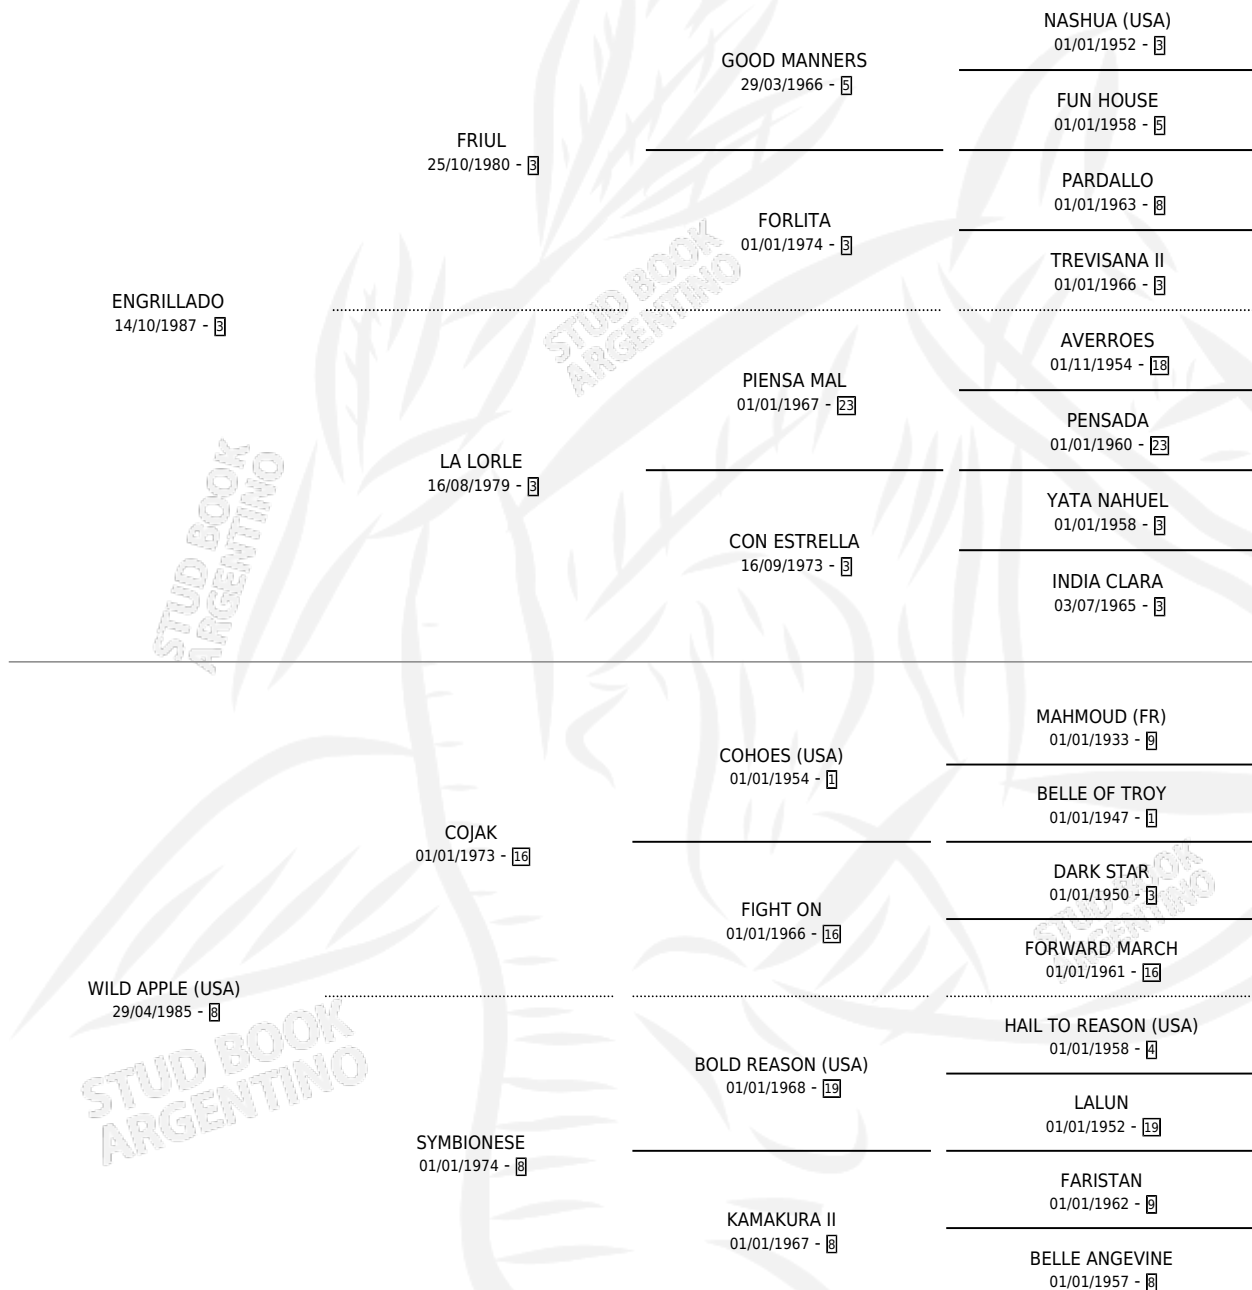 NASHUA (USA)
01/01/1952 - 3
GOOD MANNERS
29/03/1966 - 5
FUN HOUSE
01/01/1958 - 5
FRIUL
25/10/1980 - 3
PARDALLO
01/01/1963 - 8
FORLITA
01/01/1974 - 3
TREVISANA II
01/01/1966 - 3
ENGRILLADO
14/10/1987 - 3
AVERROES
01/11/1954 - 18
PIENSA MAL
01/01/1967 - 23
PENSADA
01/01/1960 - 23
LA LORLE
16/08/1979 - 3
YATA NAHUEL
01/01/1958 - 3
CON ESTRELLA
16/09/1973 - 3
INDIA CLARA
03/07/1965 - 3
STUD BOOK
ARGENTINO
STUD BOOK
ARGENTINO
MAHMOUD (FR)
01/01/1933 - 9
COHOES (USA)
01/01/1954 - 1
BELLE OF TROY
01/01/1947 - 1
COJAK
01/01/1973 - 16
DARK STAR
01/01/1950 - 3
FIGHT ON
01/01/1966 - 16
FORWARD MARCH
01/01/1961 - 16
STUD BOOK
ARGENTINO
WILD APPLE (USA)
29/04/1985 - 8
HAIL TO REASON (USA)
01/01/1958 - 4
BOLD REASON (USA)
01/01/1968 - 19
LALUN
01/01/1952 - 19
SYMBIONESE
01/01/1974 - 8
FARISTAN
01/01/1962 - 9
KAMAKURA II
01/01/1967 - 8
BELLE ANGEVINE
01/01/1957 - 8
STUD BOOK
ARGENTINO